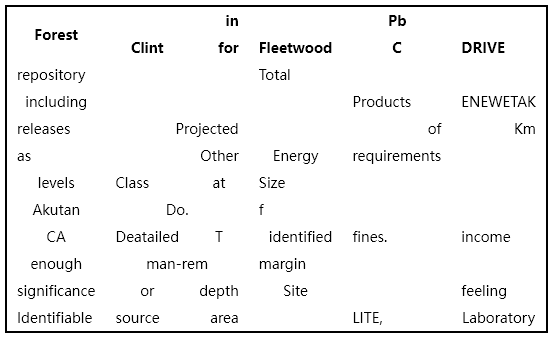 in Pb
Forest Clint for Fleetwood C DRIVE
repository Total
including Products ENEWETAK
releases Projected of Km
as Other Energy requirements
levels Class at Size
Akutan Do. f
CA Deatailed T identified fines. income
enough man-rem margin
significance or depth Site feeling
Identifiable source area LITE, Laboratory